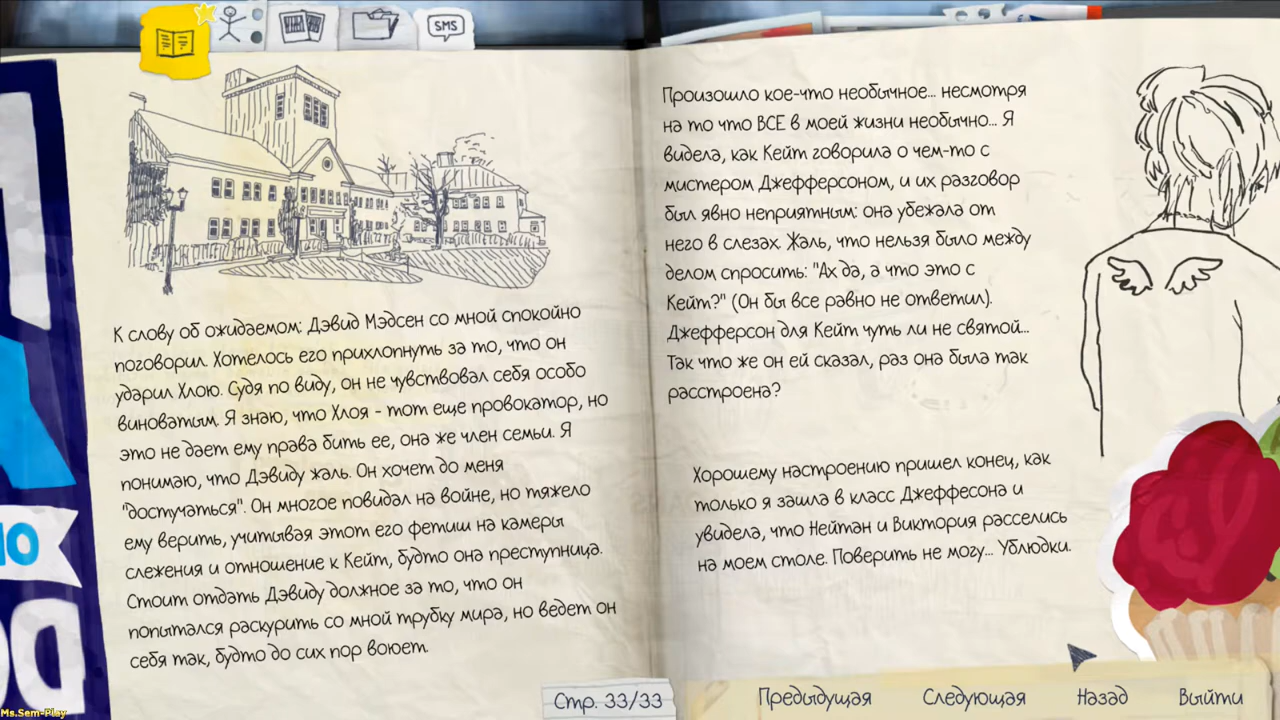 SMS
К слову об ожидаемом: Дэвид Мэдсен со мной спокойно
поговорил. Хотелось его прихлопнуть за то, что он
ударил Хлою. Судя по виду, он не чувствовал себя особо
виноватым. Я знаю, что Хлоя - тот еще провокатор, но
это не дает ему права бить ее, она же член семьи. Я
понимаю, что Дэвиду жаль. Он хочет до меня
"достучаться". Он многое повидал на войне, но тяжело
ему верить, учитывая этот его фетиш на камеры
слежения и отношение к Кейт, будто она преступница.
Стоит отдать Дэвиду должное за то, что он
попытался раскурить со мной трубку мира, но ведет он
себя так, будто до сих пор воюет.
Произошло кое-что необычное... несмотря
на то что ВСЕ в моей жизни необычно... Я
видела, как Кейт говорила о чем-то с
мистером Джефферсоном, и их разговор
был явно неприятным: она убежала от
него в слезах. Жаль, что нельзя было между
делом спросить: "Ах да, а что это с
Кейт?" (Он бы все равно не ответил).
Джефферсон для Кейт чуть ли не святой...
Так что же он ей сказал, раз она была так
расстроена?
Хорошему настроению пришел конец, как
только я зашла в класс Джеффесона и
увидела, что Нейтан и Виктория расселись
на моем столе. Поверить не могу... Ублюдки.
Стр. 33/33
Предыдущая
Следующая
Назад
Выйти
Ms.Sem-Play